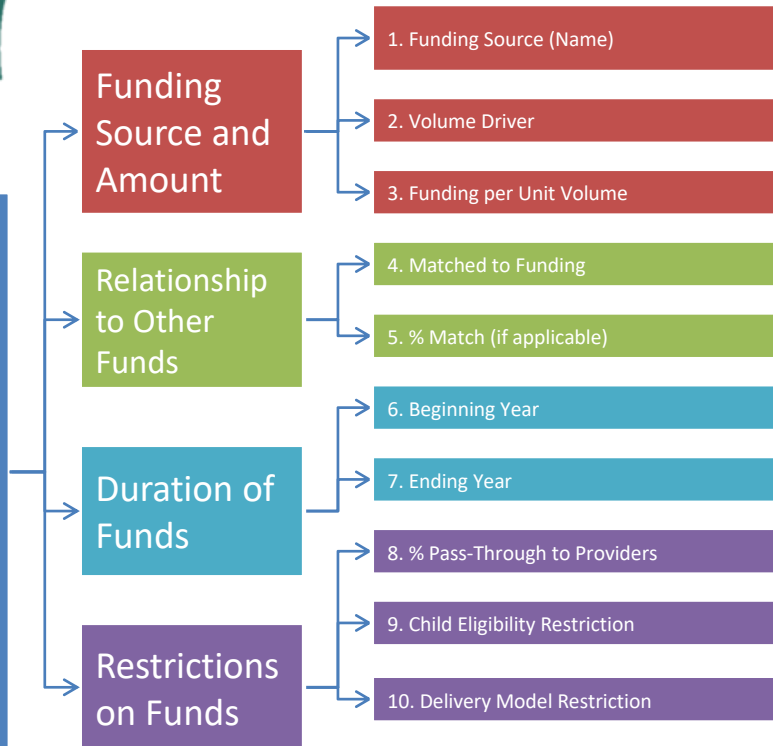 Funding
Source and
Amount
1. Funding Source (Name)
2. Volume Driver
3. Funding per Unit Volume
Relationship
to Other
Funds
4. Matched to Funding
5. % Match (if applicable)
Duration of
Funds
6. Beginning Year
7. Ending Year
Restrictions
on Funds
8. % Pass-Through to Providers
9. Child Eligibility Restriction
10. Delivery Model Restriction